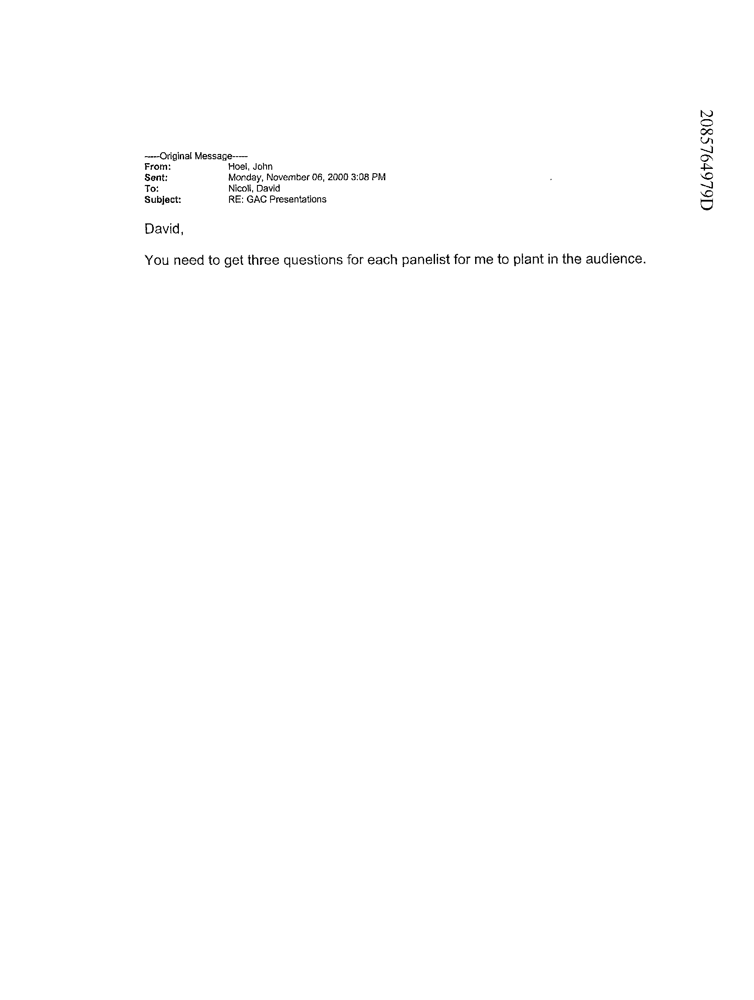 -----Original Message-----
From: Hoel, John
Sent: Monday, November 06, 2000 3:08 PM
To: Nicoli, David
Subject: RE: GAC Presentations
David,
You need to get three questions for each panelist for me to plant in the audience.
2085764979D